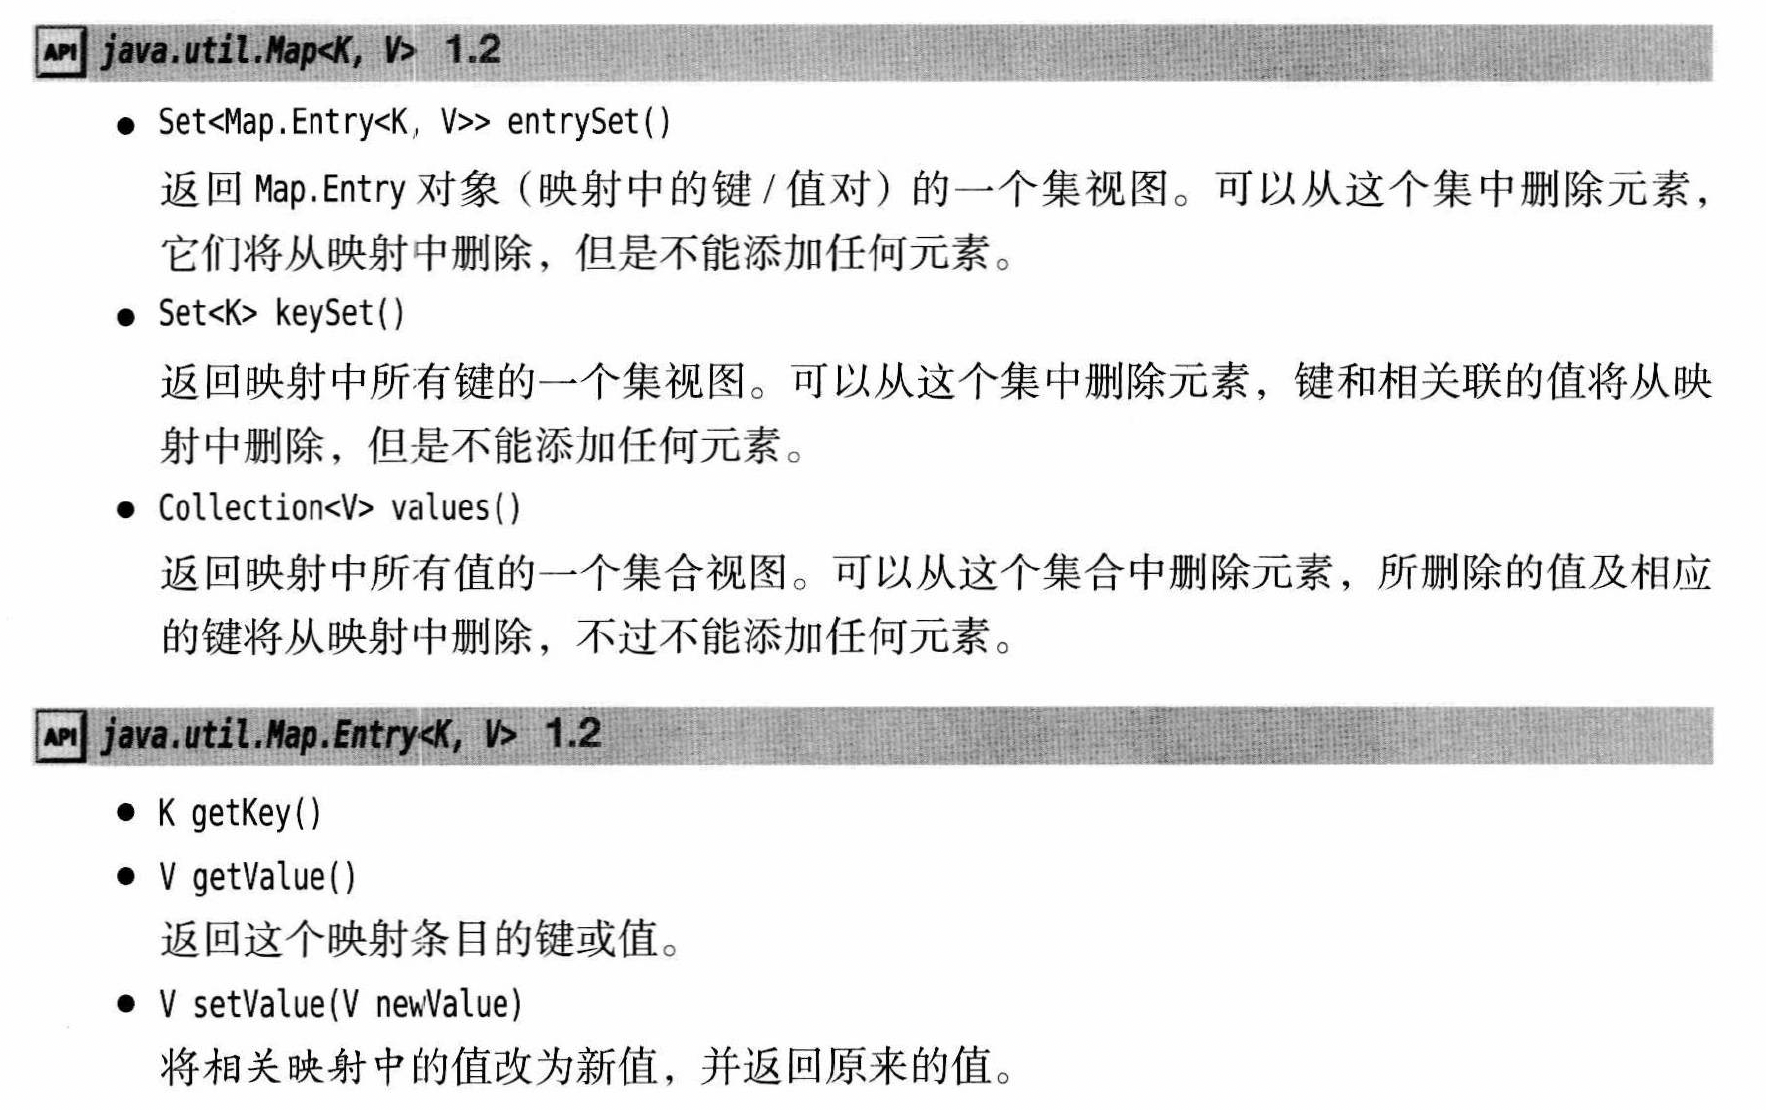 API java.util.Map<K, V> 1.2
● Set<Map.Entry<K, V>> entrySet()
返回 Map.Entry 对象（映射中的键 / 值对）的一个集视图。可以从这个集中删除元素，
它们将从映射中删除，但是不能添加任何元素。
● Set<K> keySet()
返回映射中所有键的一个集视图。可以从这个集中删除元素，键和相关联的值将从映
射中删除，但是不能添加任何元素。
● Collection<V> values()
返回映射中所有值的一个集合视图。可以从这个集合中删除元素，所删除的值及相应
的键将从映射中删除，不过不能添加任何元素。
API java.util.Map.Entry<K, V> 1.2
● K getKey()
● V getValue()
返回这个映射条目的键或值。
● V setValue(V newValue)
将相关映射中的值改为新值，并返回原来的值。